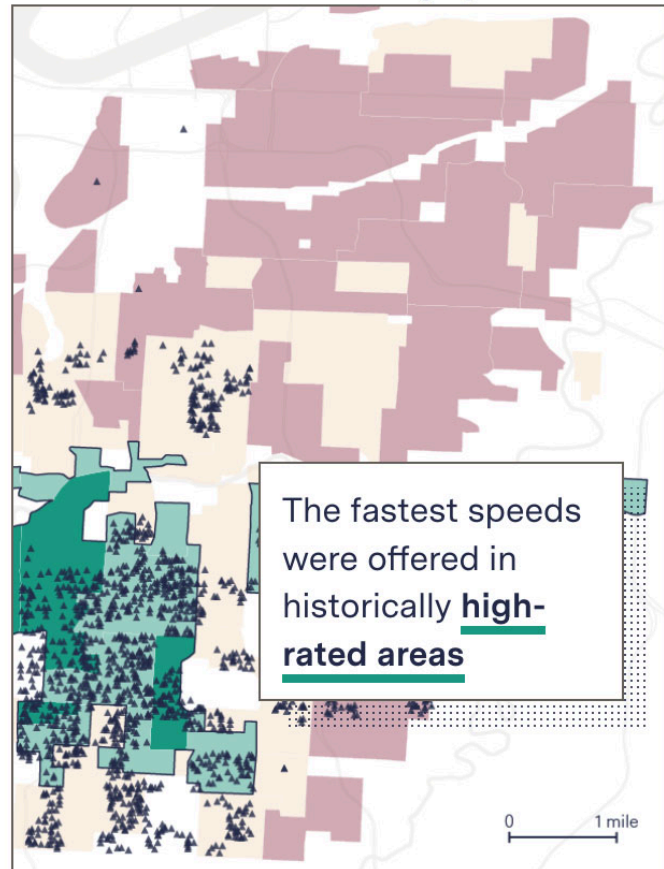 The fastest speeds
were offered in
historically high-
rated areas
0 1 mile